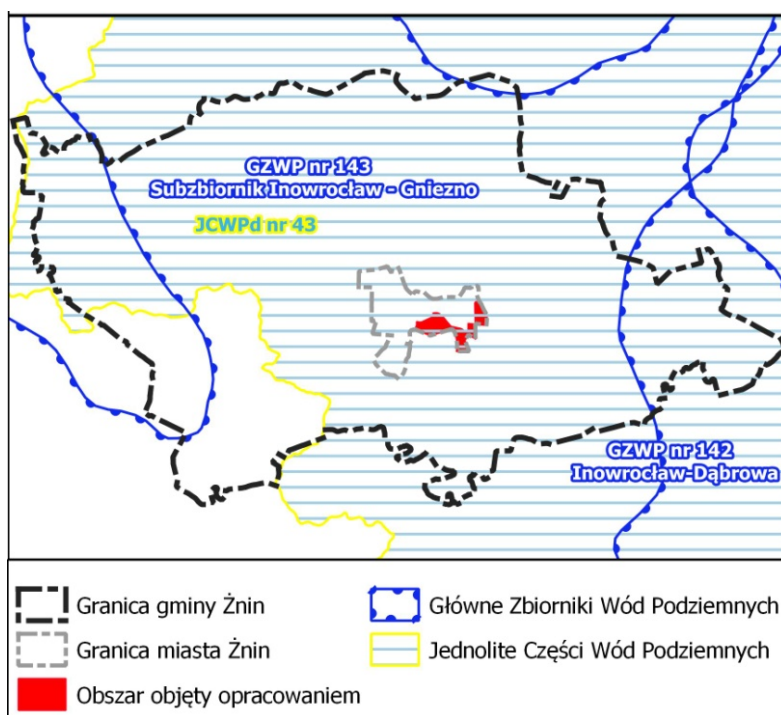 GZWP nr 143
Subzbiornik Inowrocław - Gniezno
JCWPd nr 43
GZWP nr 142
Inowrocław-Dąbrowa
Granica gminy Żnin
Główne Zbiorniki Wód Podziemnych
Granica miasta Żnin
Jednolite Części Wód Podziemnych
Obszar objęty opracowaniem